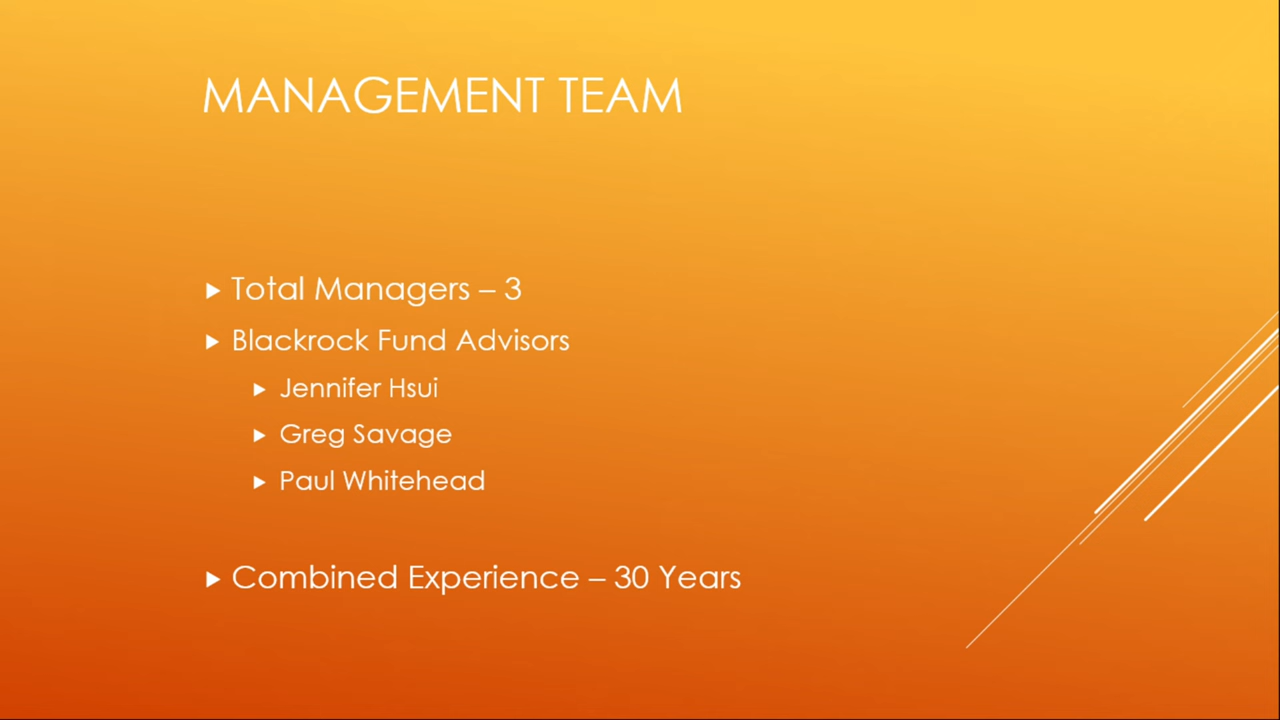 MANAGEMENT TEAM
Total Managers – 3
Blackrock Fund Advisors
Jennifer Hsui
Greg Savage
Paul Whitehead
Combined Experience – 30 Years